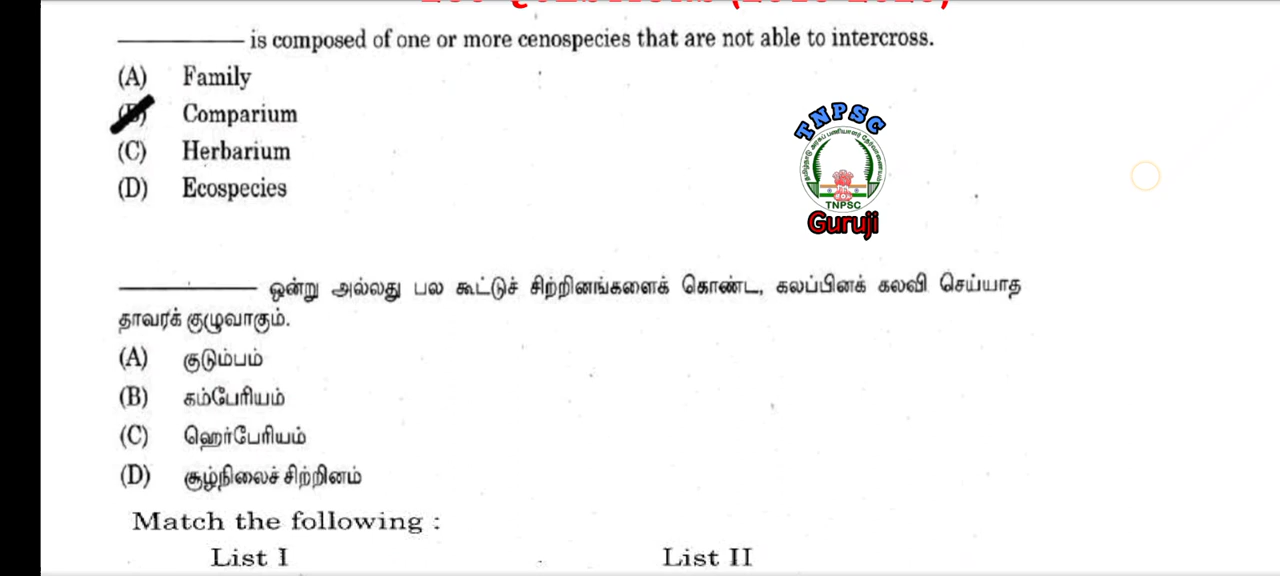 ____________ is composed of one or more cenospecies that are not able to intercross.
(A) Family
Comparium
(C) Herbarium
(D) Ecospecies
TNPSC
TNPSC
Guruji
____________ ஒன்று அல்லது பல கூட்டுச் சிற்றினங்களைக் கொண்ட, கலப்பினக் கலவி செய்யாத
தாவரக் குழுவாகும்.
(A) குடும்பம்
(B) கம்பேரியம்
(C) ஹெர்பேரியம்
(D) சூழ்நிலைச் சிற்றினம்
Match the following :
List I List II